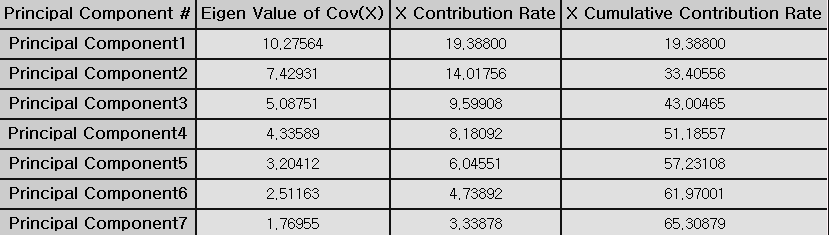 Principal Component # Eigen Value of Cov(X) X Contribution Rate X Cumulative Contribution Rate
Principal Component1 10,27564 19,38800 19,38800
Principal Component2 7,42931 14,01756 33,40556
Principal Component3 5,08751 9,59908 43,00465
Principal Component4 4,33589 8,18092 51,18557
Principal Component5 3,20412 6,04551 57,23108
Principal Component6 2,51163 4,73892 61,97001
Principal Component7 1,76955 3,33878 65,30879